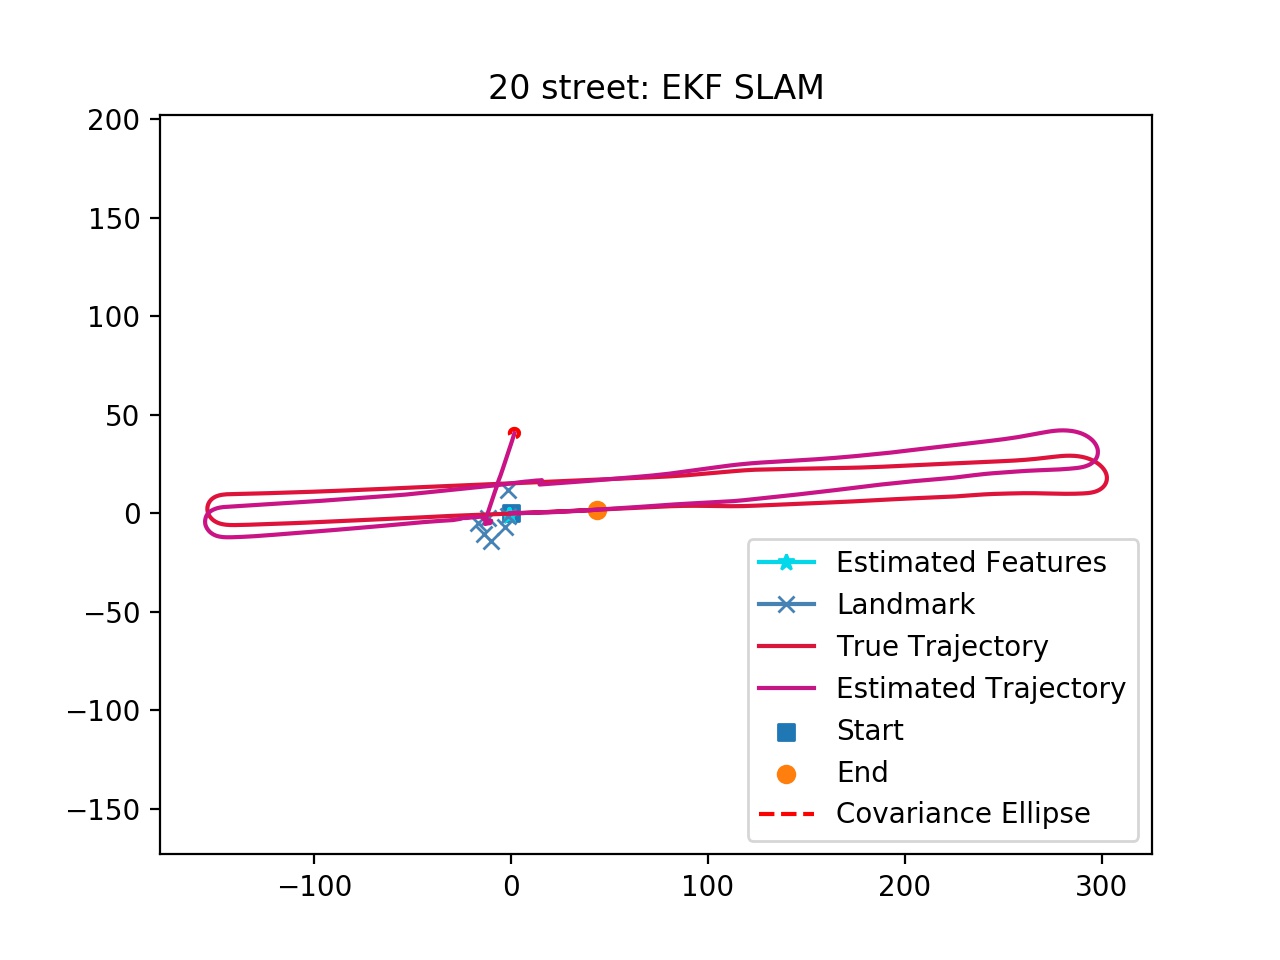 20 street: EKF SLAM
200
150
100
50
0
−50
−100
−150
−100
0
100
200
300
Estimated Features
Landmark
True Trajectory
Estimated Trajectory
Start
End
Covariance Ellipse